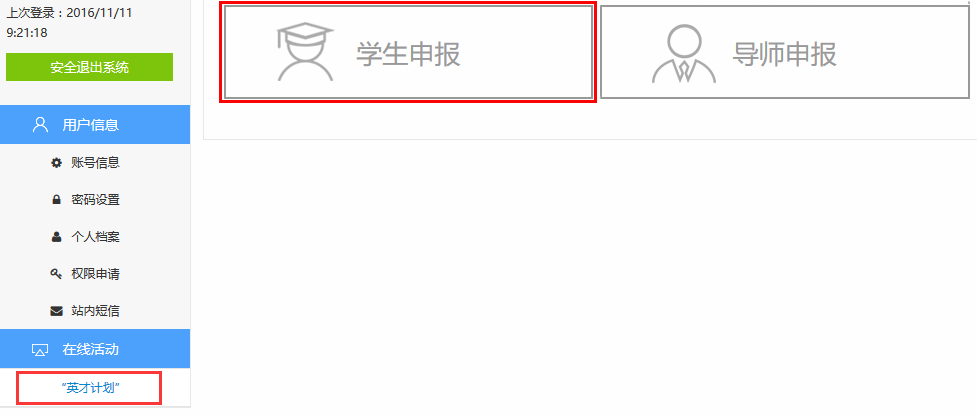 上次登录：2016/11/11
9:21:18
安全退出系统
用户信息
账号信息
密码设置
个人档案
权限申请
站内短信
在线活动
“英才计划”
学生申报
导师申报